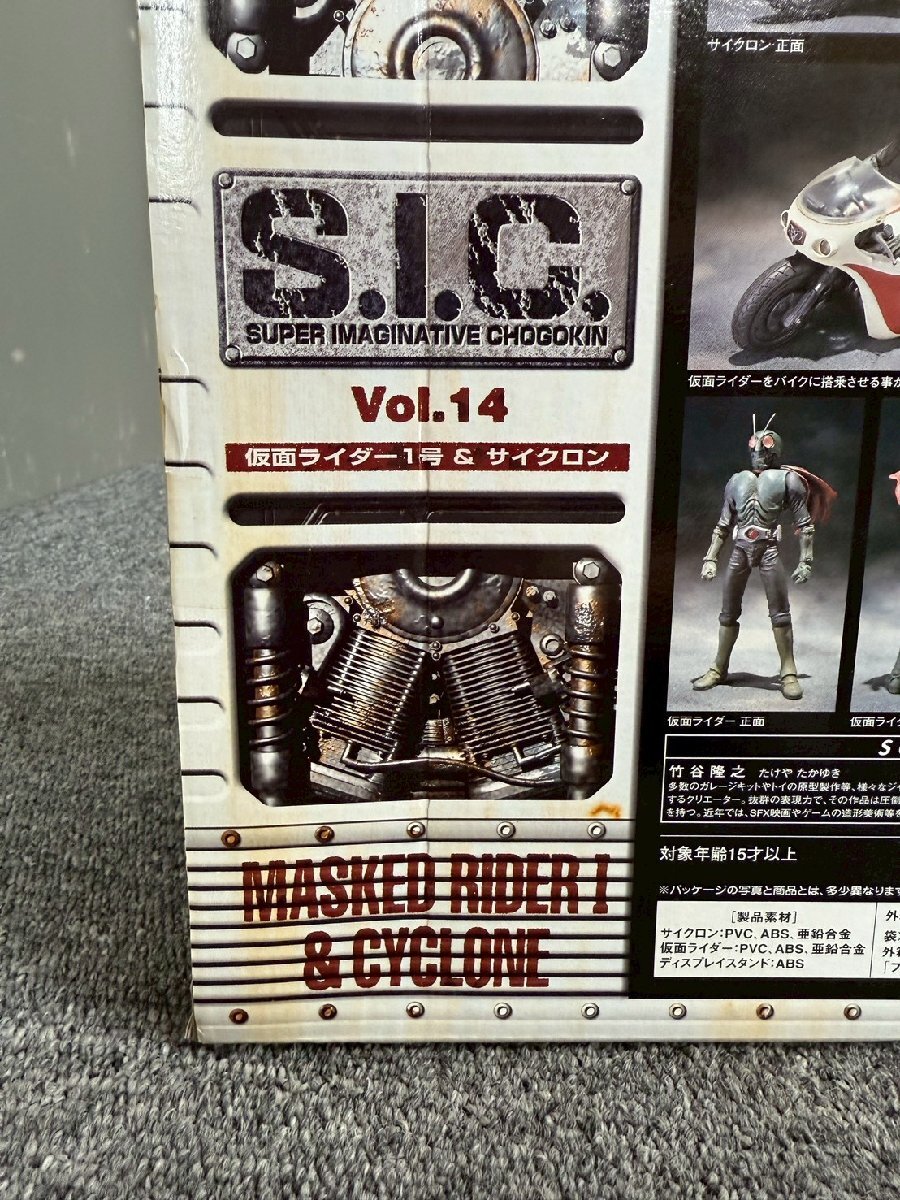 S.I.C.
SUPER IMAGINATIVE CHOGOKIN
Vol.14
仮面ライダー1号 & サイクロン
MASKED RIDER I
& CYCLONE
サイクロン 正面
仮面ライダーをバイクに搭乗させる事が
仮面ライダー 正面
仮面ライダ
竹谷隆之 たけや たかゆき
多数のガレージキットやトイの原型製作等、様々なジャ
するクリエーター。抜群の表現力で、その作品は圧倒
を持つ。近年では、SFX映画やゲームの造形美術等を
対象年齢15才以上
※パッケージの写真と商品とは、多少異なります
[製品素材]
サイクロン:PVC、ABS、亜鉛合金
仮面ライダー:PVC、ABS、亜鉛合金
ディスプレイスタンド:ABS
外
袋
外箱
「プ